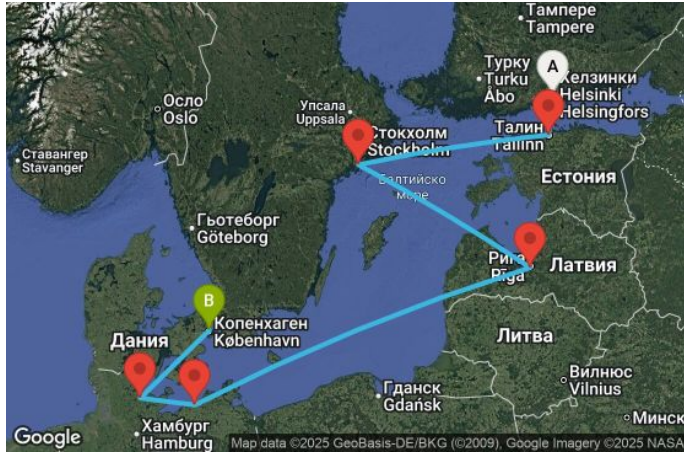 Тампере
Tampere
Турку
Turku
Åbo
A
Хелзинки
Helsinki
Helsingfors
Осло
Oslo
Упсала
Uppsala
Стокхолм
Stockholm
Талин
Tallinn
Ставангер
Stavanger
Балтийско
море
ЕСТОНИЯ
Гьотеборг
Göteborg
Рига
Rīga
ЛАТВИЯ
B
Копенхаген
København
Дания
Литва
Вилнюс
Vilnius
Гданск
Gdańsk
Минск
Минск
Хамбург
Hamburg
Google
Map data ©2025 GeoBasis-DE/BKG (©2009), Google Imagery ©2025 NASA